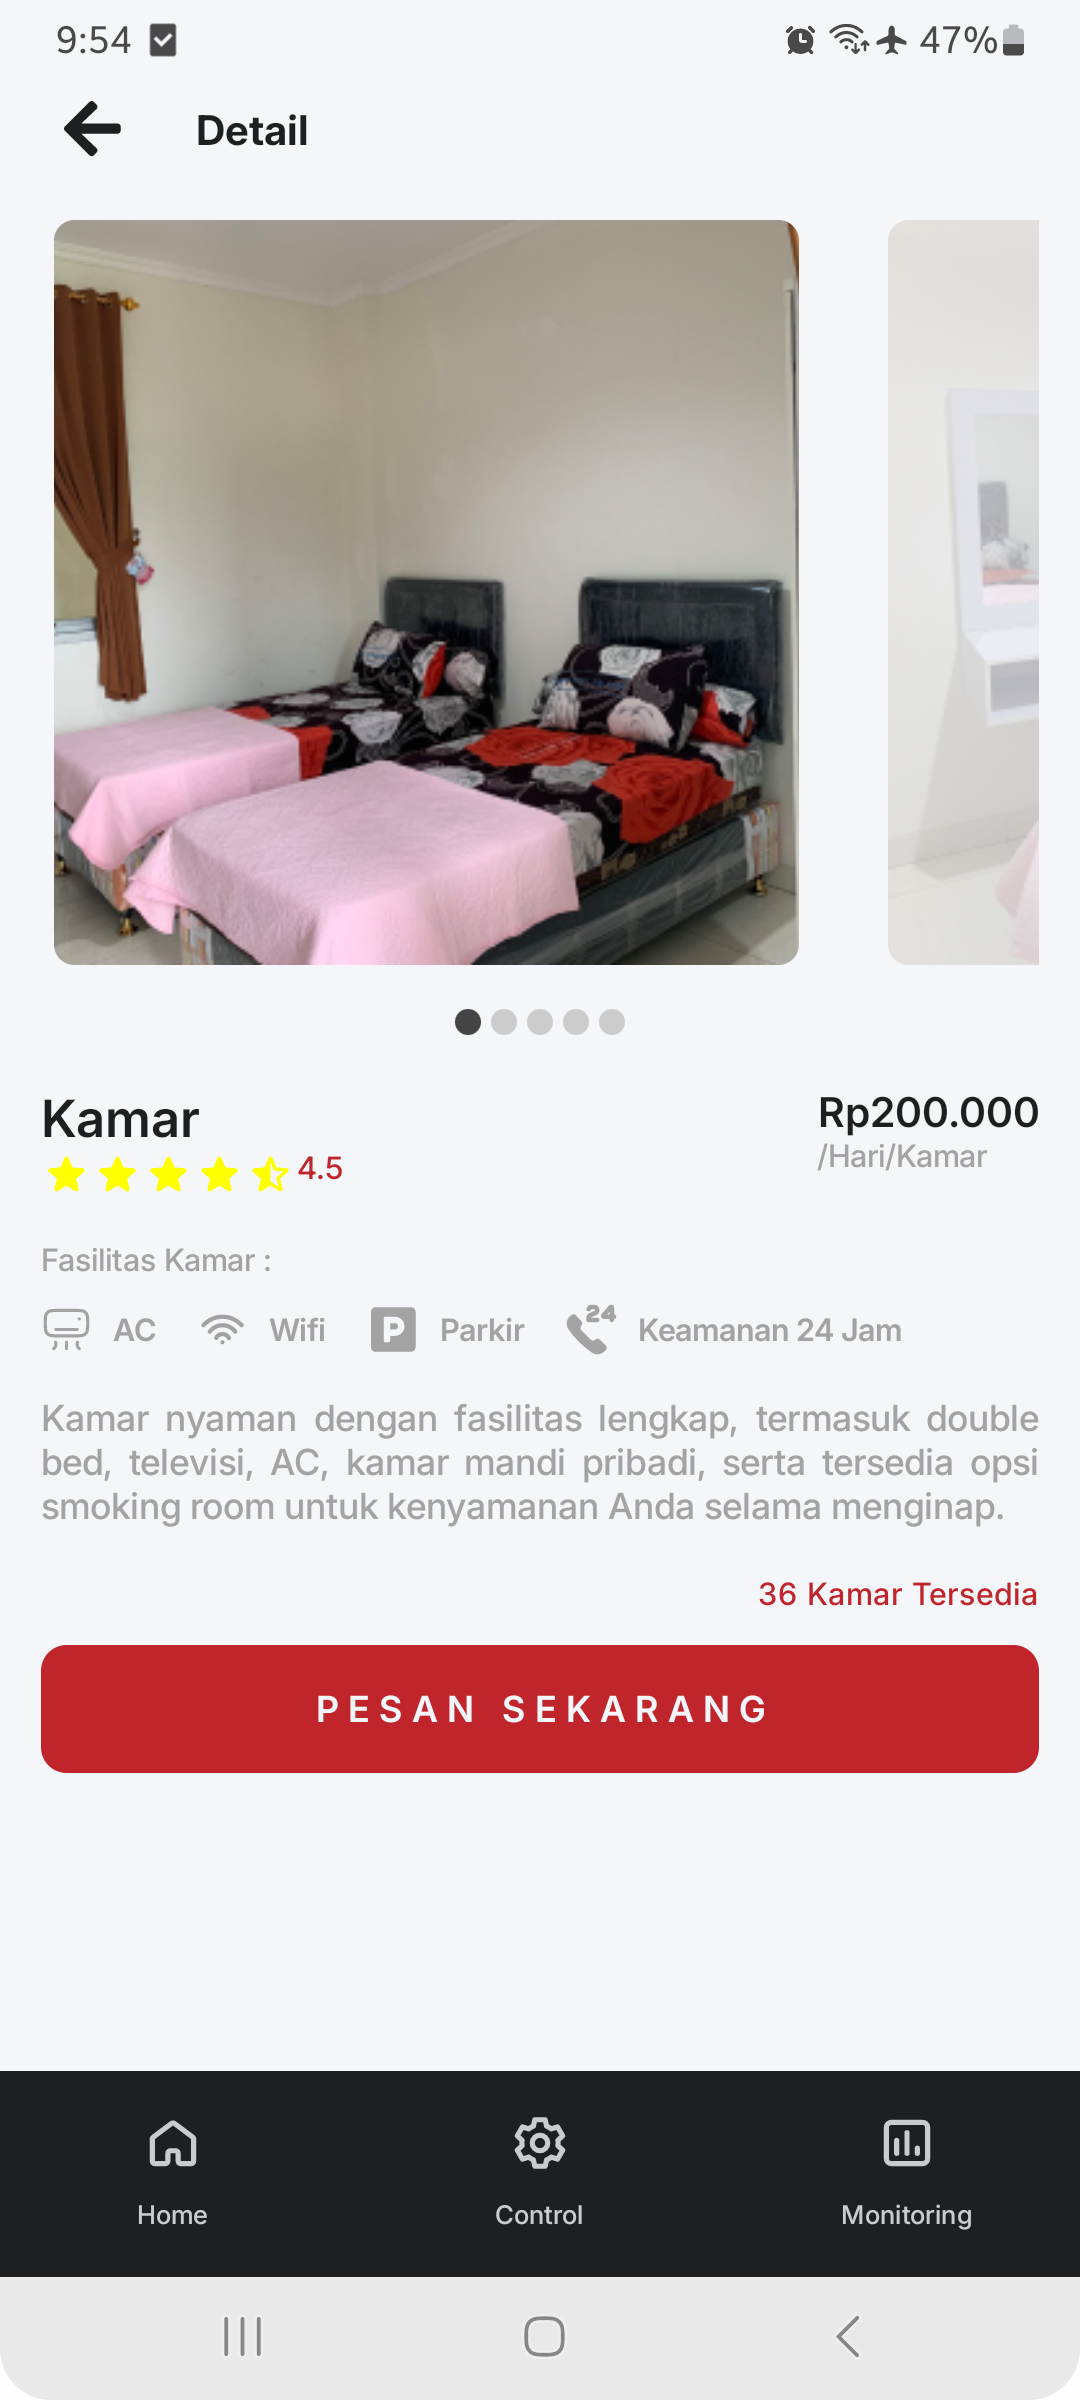 9:54
47%
Detail
Kamar
Rp200.000
4.5
/Hari/Kamar
Fasilitas Kamar :
AC Wifi P Parkir 24 Keamanan 24 Jam
Kamar nyaman dengan fasilitas lengkap, termasuk double
bed, televisi, AC, kamar mandi pribadi, serta tersedia opsi
smoking room untuk kenyamanan Anda selama menginap.
36 Kamar Tersedia
PESAN SEKARANG
Home Control Monitoring